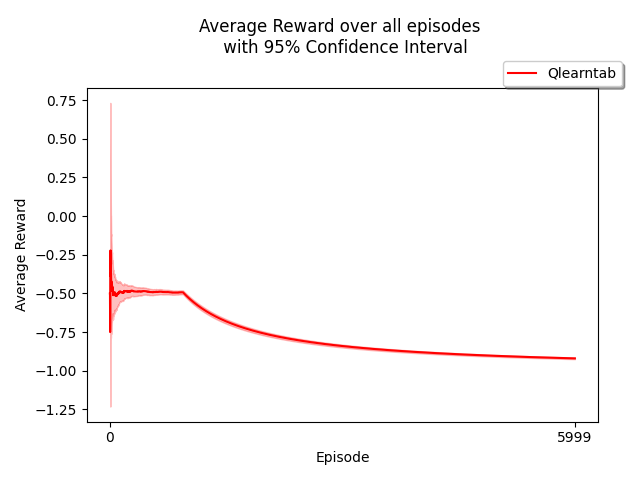 Average Reward over all episodes
with 95% Confidence Interval
Qlearntab
0.75
0.50
0.25
0.00
−0.25
−0.50
−0.75
−1.00
−1.25
Average Reward
0
5999
Episode